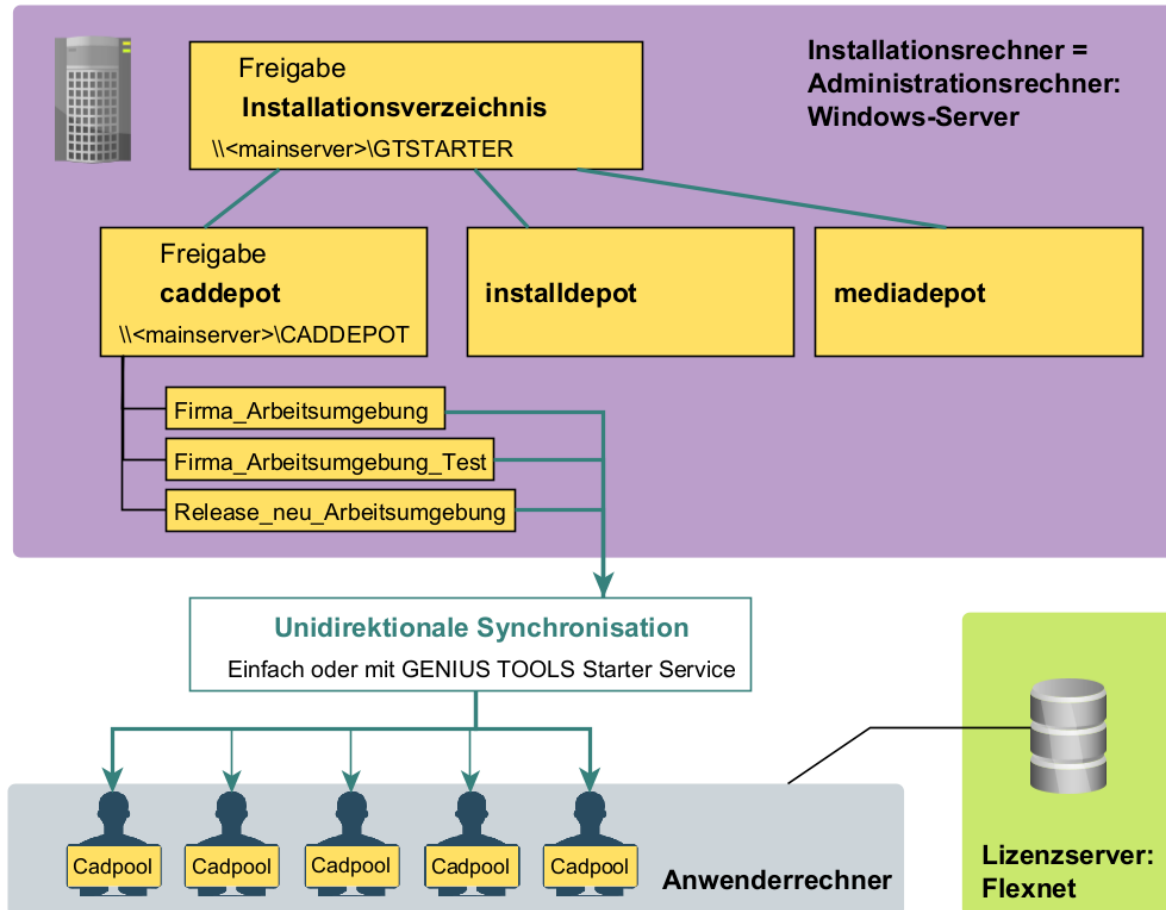 Freigabe
Installationsverzeichnis
\\<mainserver>\GTSTARTER
Installationsrechner =
Administrationsrechner:
Windows-Server
Freigabe
caddepot
\\<mainserver>\CADDEPOT
installdepot
mediadepot
Firma_Arbeitsumgebung
Firma_Arbeitsumgebung_Test
Release_neu_Arbeitsumgebung
Unidirektionale Synchronisation
Einfach oder mit GENIUS TOOLS Starter Service
Cadpool
Cadpool
Cadpool
Cadpool
Cadpool
Anwenderrechner
Lizenzserver:
Flexnet